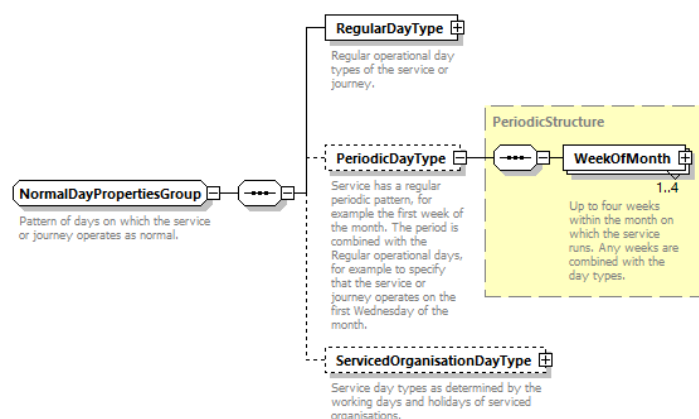 RegularDayType
Regular operational day
types of the service or
journey.
PeriodicStructure
PeriodicDayType
WeekOfMonth
1..4
Service has a regular
periodic pattern, for
example the first week of
the month. The period is
combined with the
Regular operational days,
for example to specify
that the service or
journey operates on the
first Wednesday of the
month.
Up to four weeks
within the month on
which the service
runs. Any weeks are
combined with the
day types.
NormalDayPropertiesGroup
Pattern of days on which the service
or journey operates as normal.
ServicedOrganisationDayType
Service day types as determined by the
working days and holidays of serviced
organisations.